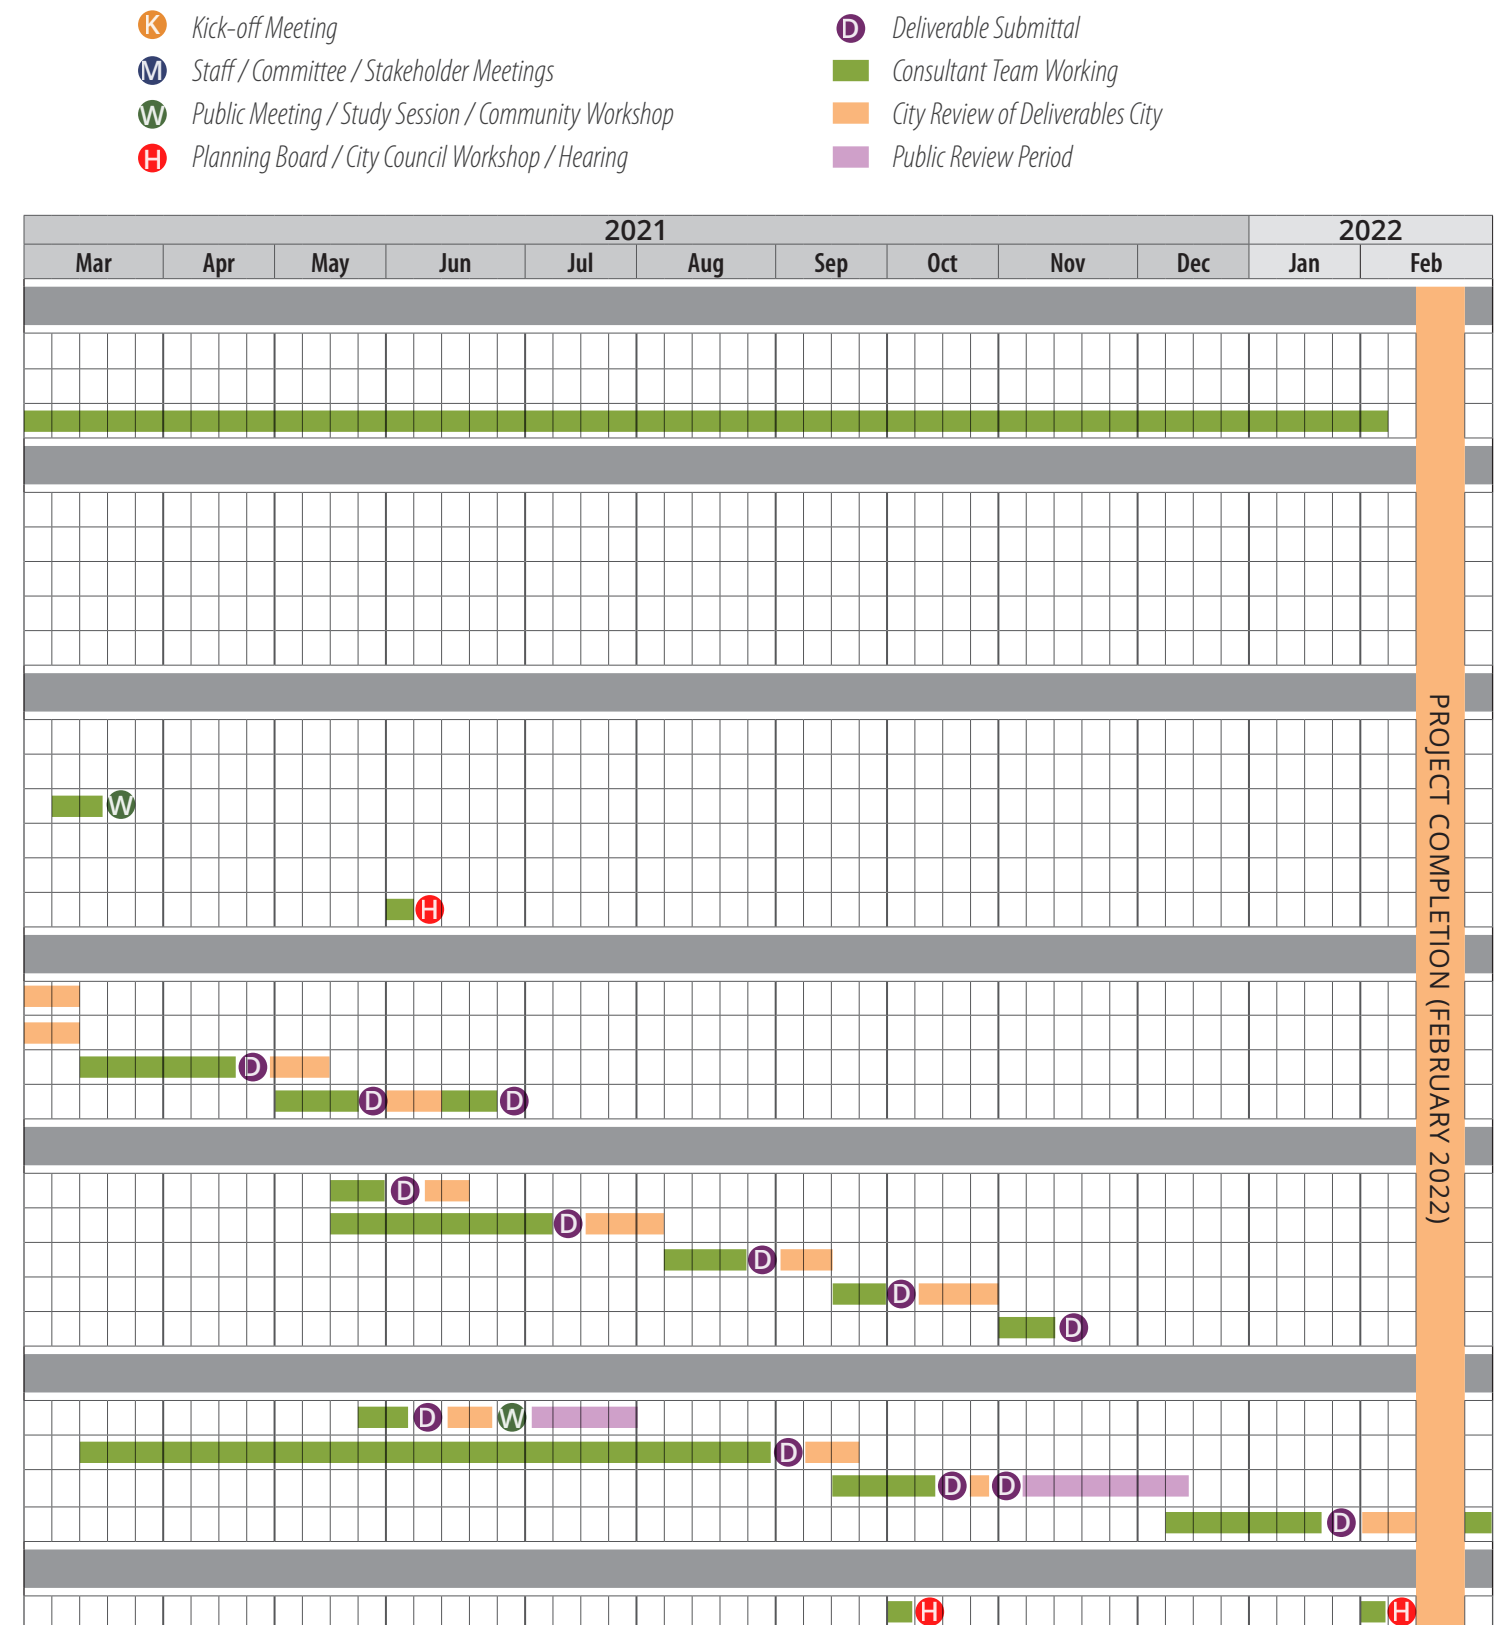 K Kick-off Meeting
M Staff / Committee / Stakeholder Meetings
W Public Meeting / Study Session / Community Workshop
H Planning Board / City Council Workshop / Hearing
D Deliverable Submittal
Consultant Team Working
City Review of Deliverables City
Public Review Period
2021 2022
Mar Apr May Jun Jul Aug Sep Oct Nov Dec Jan Feb
W
H
D
D D
D
D
D
D
D
D W
D
D D
D
H H
PROJECT COMPLETION (FEBRUARY 2022)